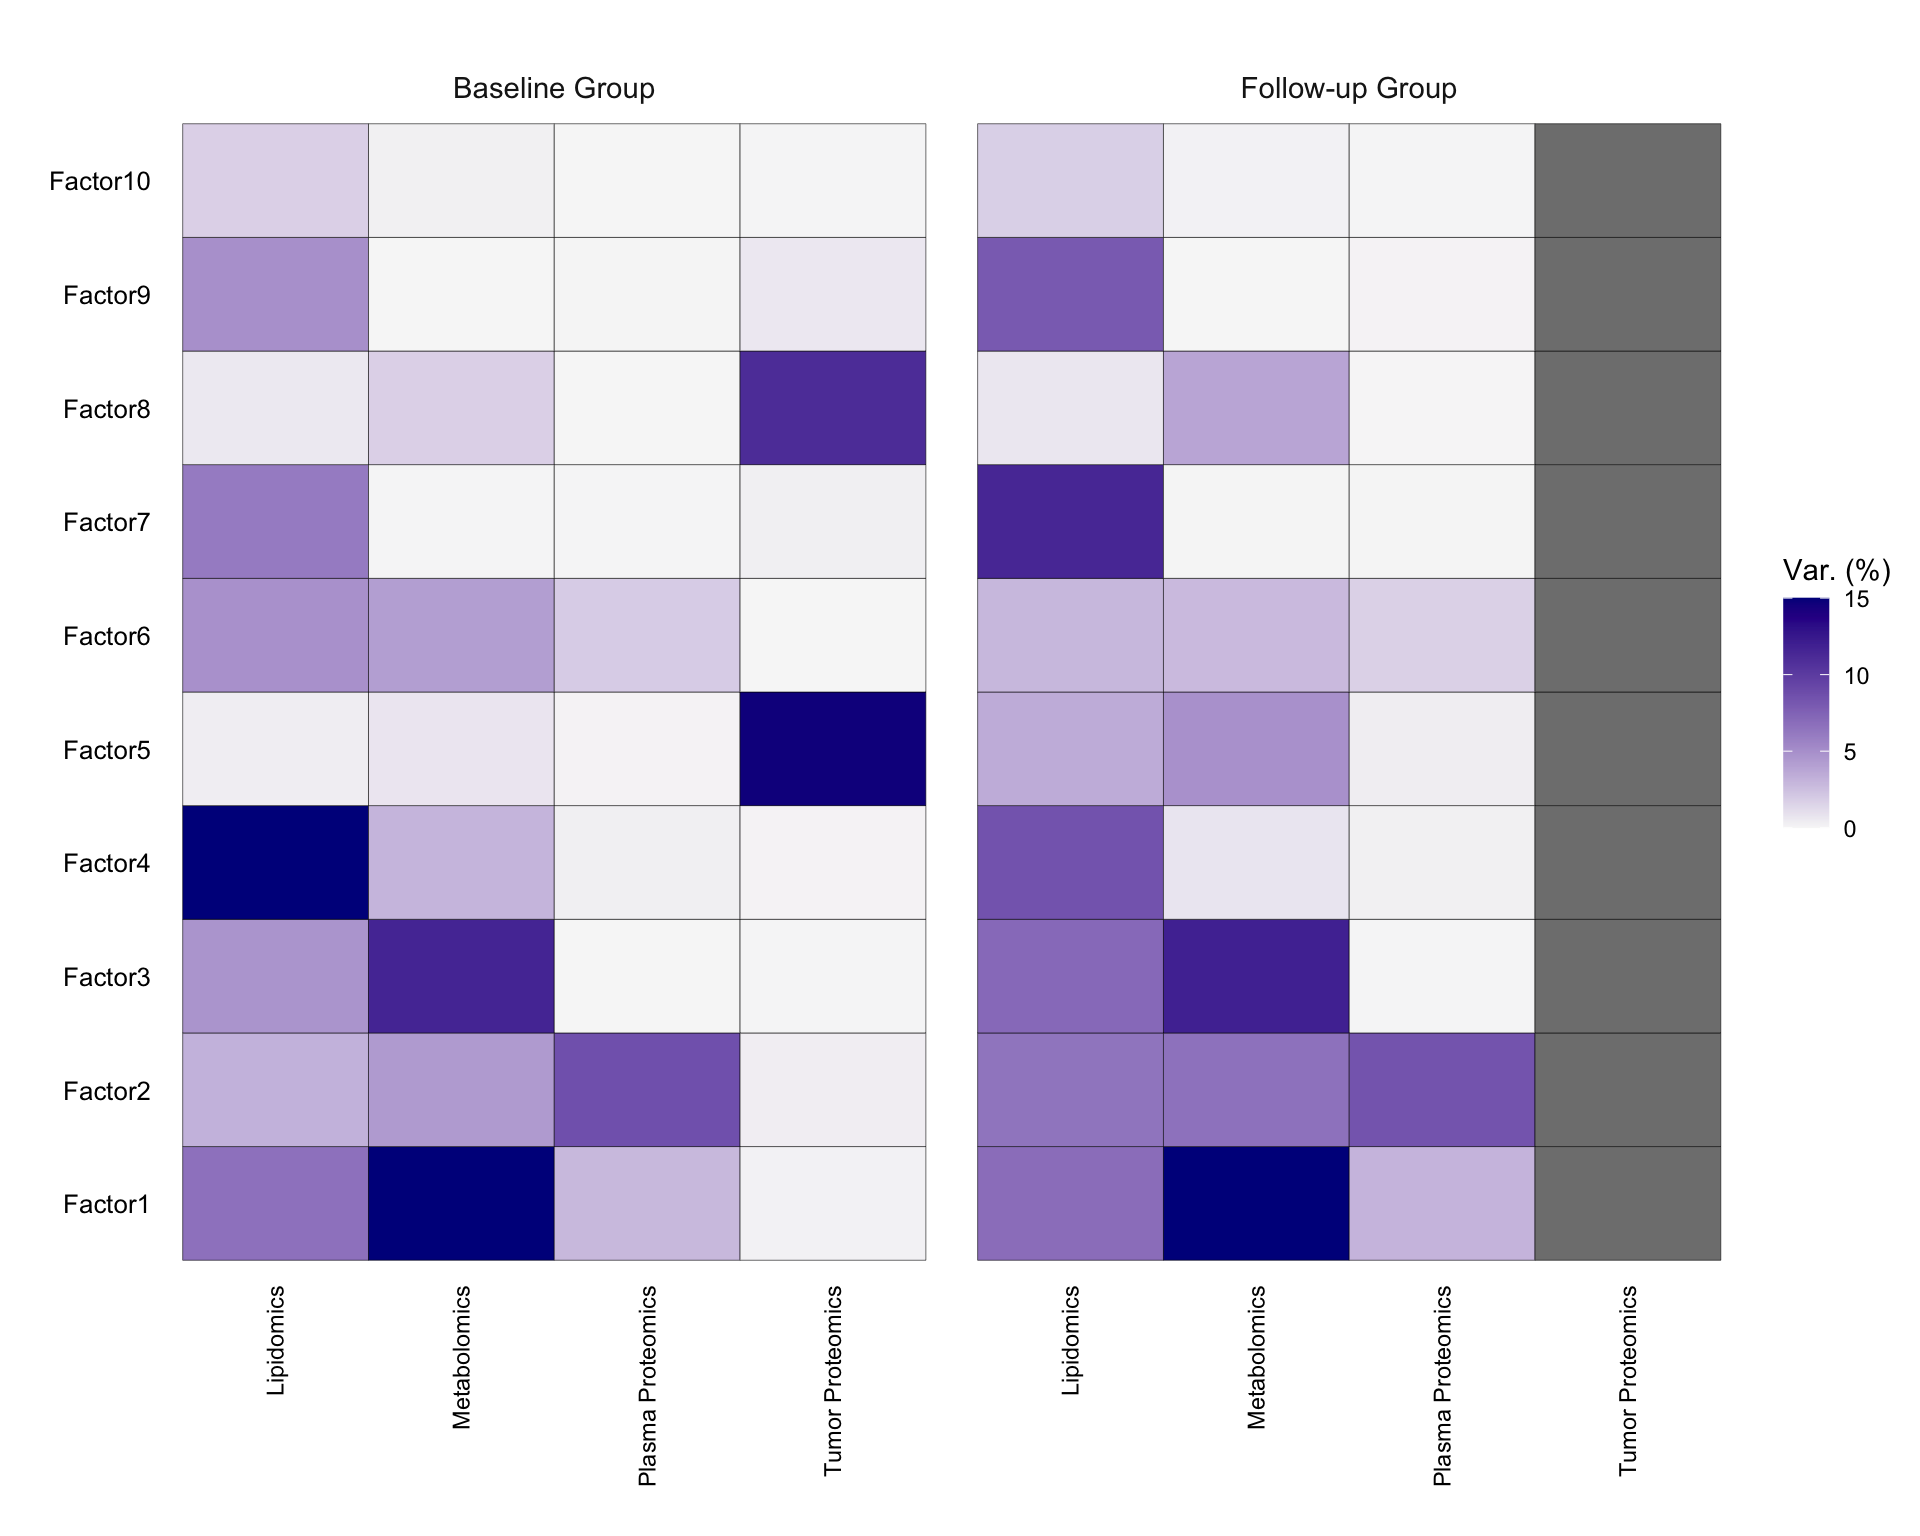 Baseline Group
Follow-up Group
Factor10
Factor9
Factor8
Factor7
Factor6
Factor5
Factor4
Factor3
Factor2
Factor1
Lipidomics
Metabolomics
Plasma Proteomics
Tumor Proteomics
Lipidomics
Metabolomics
Plasma Proteomics
Tumor Proteomics
Var. (%)
15
10
5
0